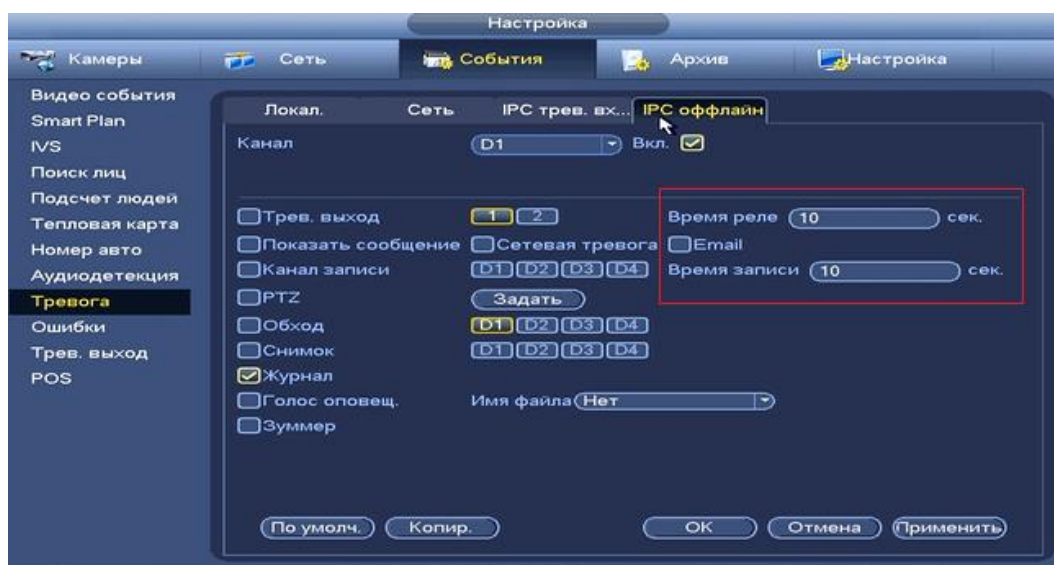 Настройка
Камеры Сеть События Архив Настройка
Видео события
Smart Plan
IVS
Поиск лиц
Подсчет людей
Тепловая карта
Номер авто
Аудиодетекция
Тревога
Ошибки
Трев. выход
POS
Локал. Сеть IPC трев. вх... IPC оффлайн
Канал D1 Вкл.
Трев. выход 1 2 Время реле 10 сек.
Показать сообщение Сетевая тревога Email
Канал записи D1 D2 D3 D4 Время записи 10 сек.
PTZ Задать
Обход D1 D2 D3 D4
Снимок D1 D2 D3 D4
Журнал
Голос оповещ. Имя файла Нет
Зуммер
По умолч. Копир. OK Отмена Применить